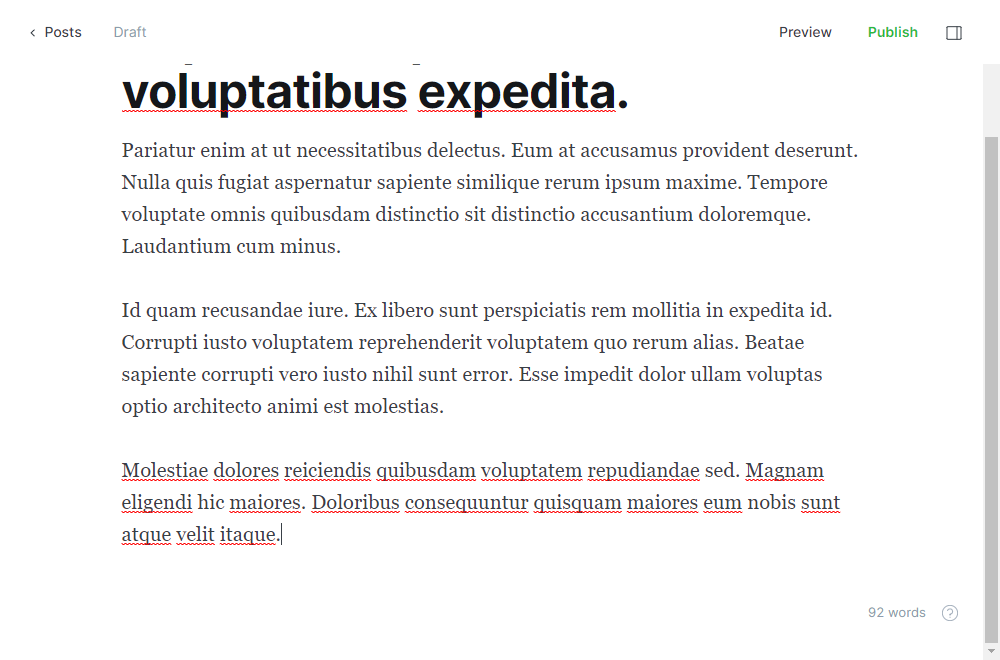 Posts
Draft
Preview
Publish
voluptatibus expedita.
Pariatur enim at ut necessitatibus delectus. Eum at accusamus provident deserunt.
Nulla quis fugiat aspernatur sapiente similique rerum ipsum maxime. Tempore
voluptate omnis quibusdam distinctio sit distinctio accusantium doloremque.
Laudantium cum minus.
Id quam recusandae iure. Ex libero sunt perspiciatis rem mollitia in expedita id.
Corrupti iusto voluptatem reprehenderit voluptatem quo rerum alias. Beatae
sapiente corrupti vero iusto nihil sunt error. Esse impedit dolor ullam voluptas
optio architecto animi est molestias.
Molestiae dolores reiciendis quibusdam voluptatem repudiandae sed. Magnam
eligendi hic maiores. Doloribus consequuntur quisquam maiores eum nobis sunt
atque velit itaque.
92 words